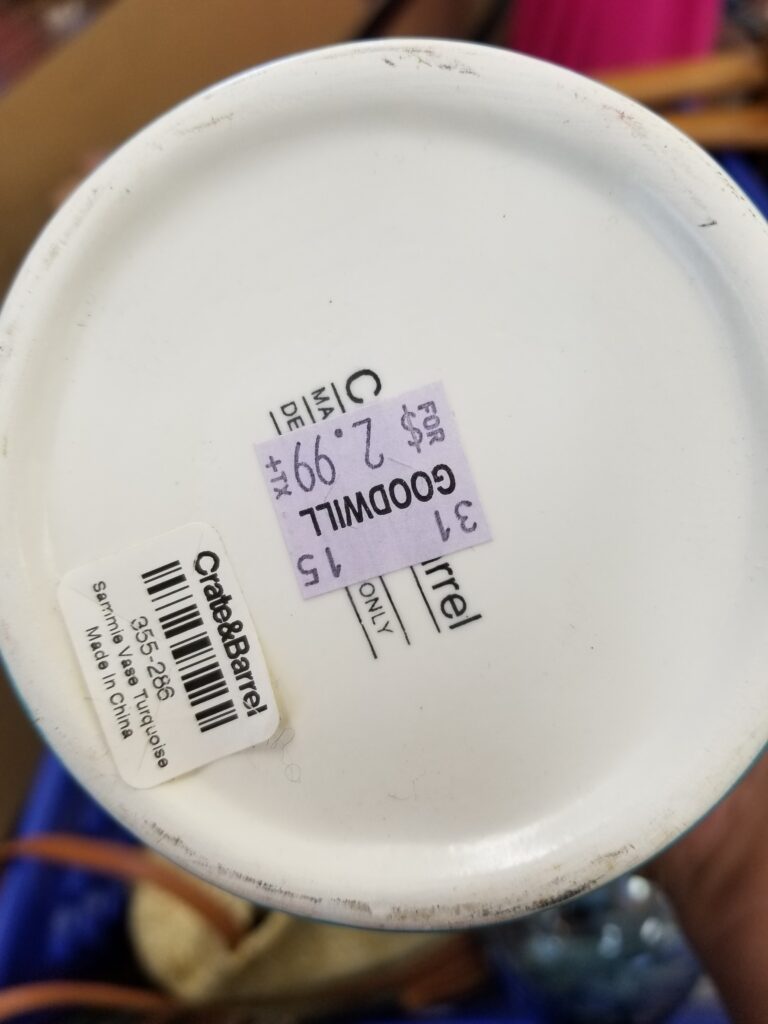 Crate&Barrel
355-286
Sammie Vase Turquoise
Made In China
31 15
GOODWILL
FOR $ 2.99 +TX
C rrel
MA
DE ONLY